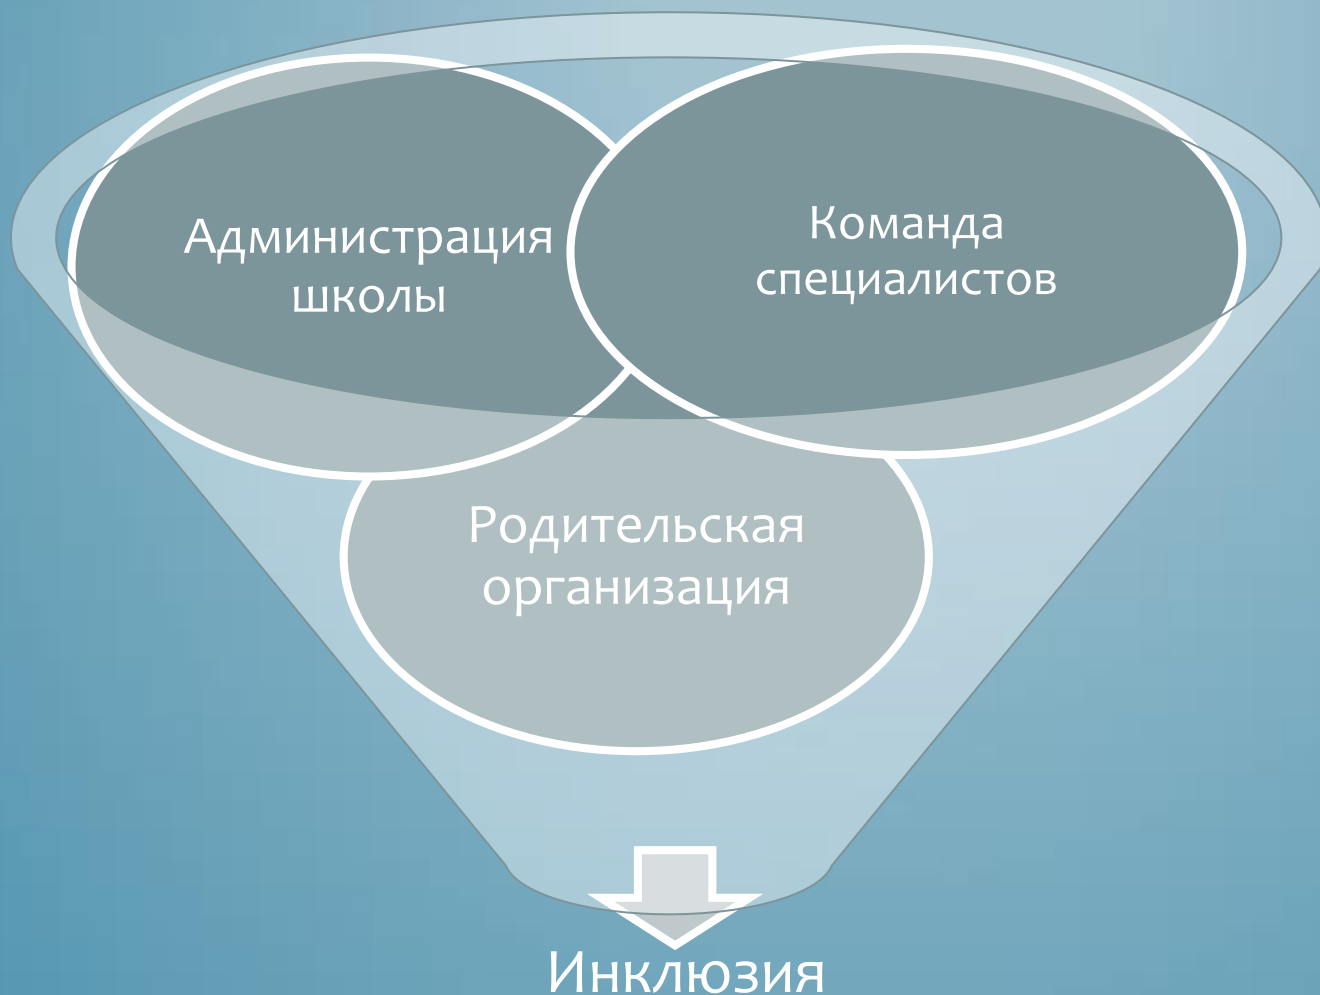 Администрация
школы
Команда
специалистов
Родительская
организация
Инклюзия